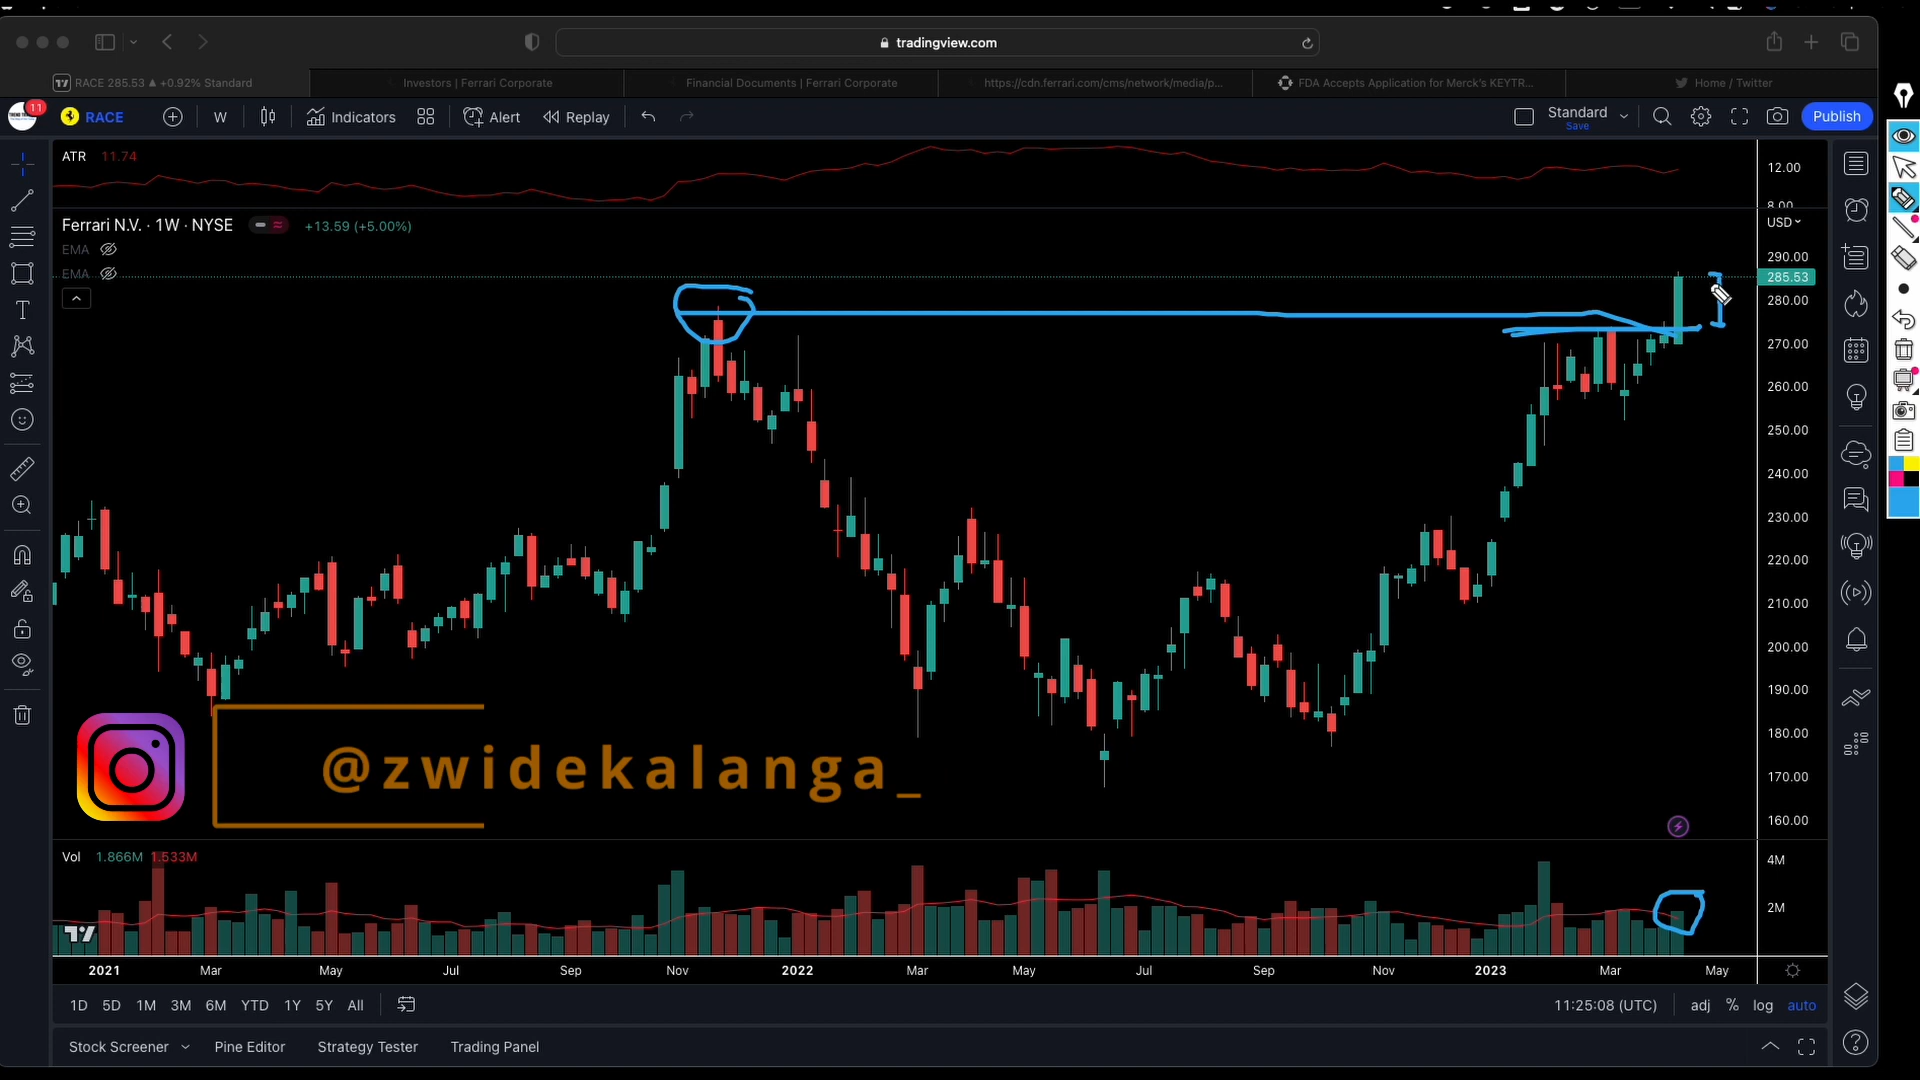 tradingview.com
RACE 285.53 ▲ +0.92% Standard
Investors | Ferrari Corporate
Financial Documents | Ferrari Corporate
https://cdn.ferrari.com/cms/network/media/p...
FDA Accepts Application for Merck's KEYTR...
Home / Twitter
11
RACE
W
Indicators
Alert
Replay
Standard
Save
Publish
ATR 11.74
12.00
8.00
Ferrari N.V. · 1W · NYSE
+13.59 (+5.00%)
USD
EMA
EMA
290.00
285.53
280.00
270.00
260.00
250.00
240.00
230.00
220.00
210.00
200.00
190.00
180.00
170.00
160.00
@zwidekalanga_
Vol 1.866M 1.533M
4M
2M
2021 Mar May Jul Sep Nov 2022 Mar May Jul Sep Nov 2023 Mar May
1D 5D 1M 3M 6M YTD 1Y 5Y All
11:25:08 (UTC)
adj % log auto
Stock Screener
Pine Editor
Strategy Tester
Trading Panel